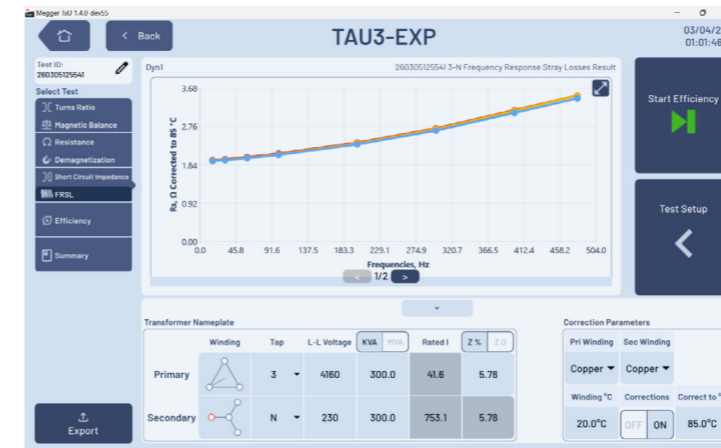 Megger TxU 1.4.0 dev55
Back
TAU3-EXP
03/04/2
01:01:46
Test ID:
260305125541
Select Test
Turns Ratio
Magnetic Balance
Resistance
Demagnetization
Short Circuit Impedance
FRSL
Efficiency
Summary
Export
Dyn1
260305125541 3-N Frequency Response Stray Losses Result
Rs, Ω Corrected to 85 °C
3.68
2.76
1.84
0.92
0.00
0.0 45.8 91.6 137.5 183.3 229.1 274.9 320.7 366.5 412.4 458.2 504.0
Frequencies, Hz
< 1/2 >
Start Efficiency
Test Setup
Transformer Nameplate
Winding Tap L-L Voltage KVA MVA Rated I Z % Z Ω
Primary 3 4160 300.0 41.6 5.78
Secondary N 230 300.0 753.1 5.78
Correction Parameters
Pri Winding Sec Winding
Copper Copper
Winding °C Corrections Correct to °
20.0°C OFF ON 85.0°C